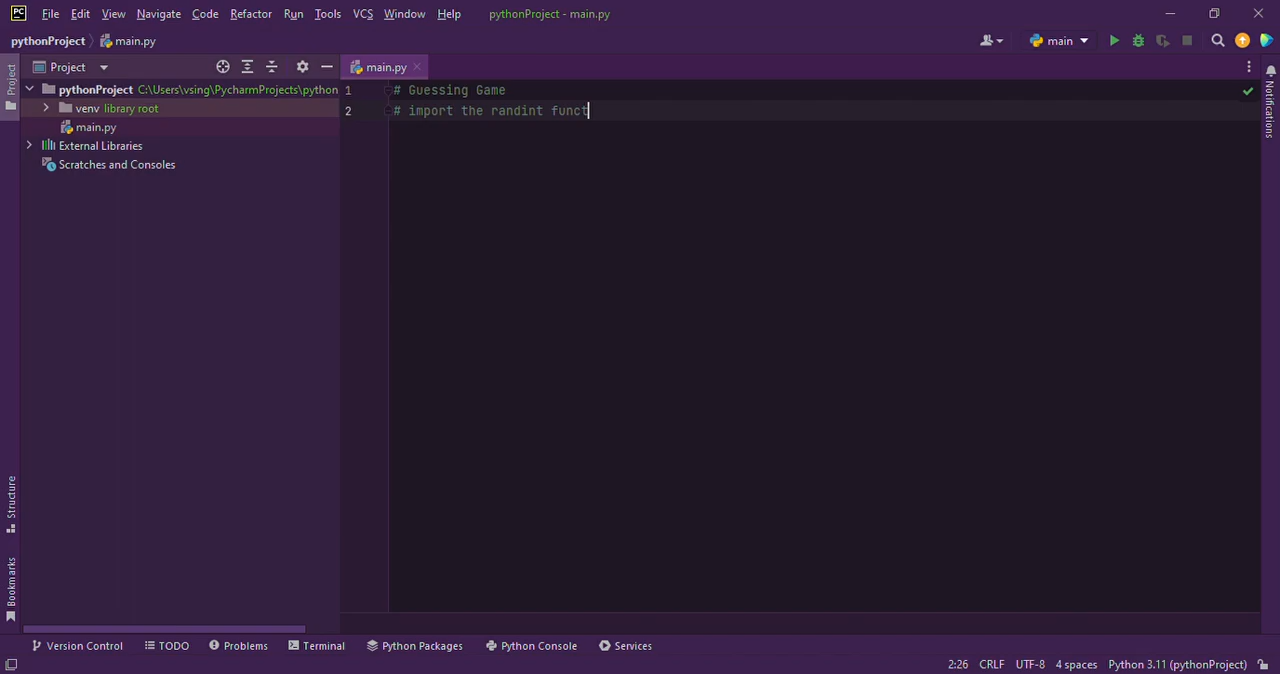 PC File Edit View Navigate Code Refactor Run Tools VCS Window Help pythonProject - main.py
pythonProject main.py main
Project Project main.py
pythonProject C:\Users\vsing\PycharmProjects\python 1 # Guessing Game
venv library root 2 # import the randint funct
main.py
External Libraries
Scratches and Consoles
Notifications
Structure
Bookmarks
Version Control TODO Problems Terminal Python Packages Python Console Services
2:26 CRLF UTF-8 4 spaces Python 3.11 (pythonProject)